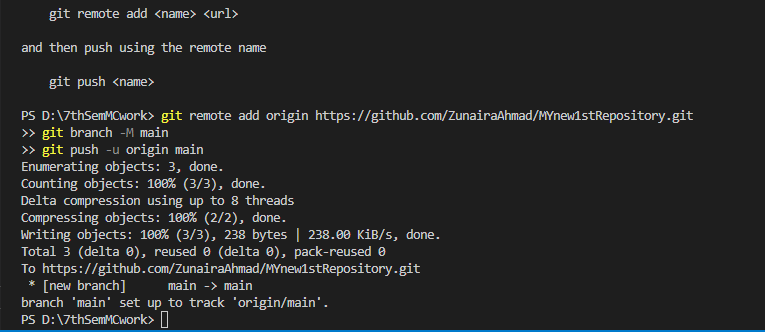 git remote add <name> <url>
and then push using the remote name
git push <name>
PS D:\7thSemMCwork> git remote add origin https://github.com/ZunairaAhmad/MYnew1stRepository.git
>> git branch -M main
>> git push -u origin main
Enumerating objects: 3, done.
Counting objects: 100% (3/3), done.
Delta compression using up to 8 threads
Compressing objects: 100% (2/2), done.
Writing objects: 100% (3/3), 238 bytes | 238.00 KiB/s, done.
Total 3 (delta 0), reused 0 (delta 0), pack-reused 0
To https://github.com/ZunairaAhmad/MYnew1stRepository.git
* [new branch]      main -> main
branch 'main' set up to track 'origin/main'.
PS D:\7thSemMCwork>